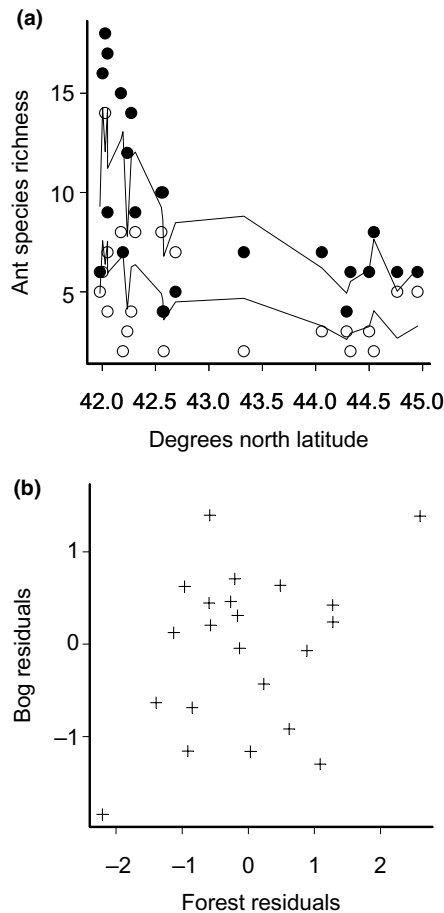 (a)
Ant species richness
15
10
5
42.0 42.5 43.0 43.5 44.0 44.5 45.0
Degrees north latitude
(b)
Bog residuals
1
0
−1
−2 −1 0 1 2
Forest residuals